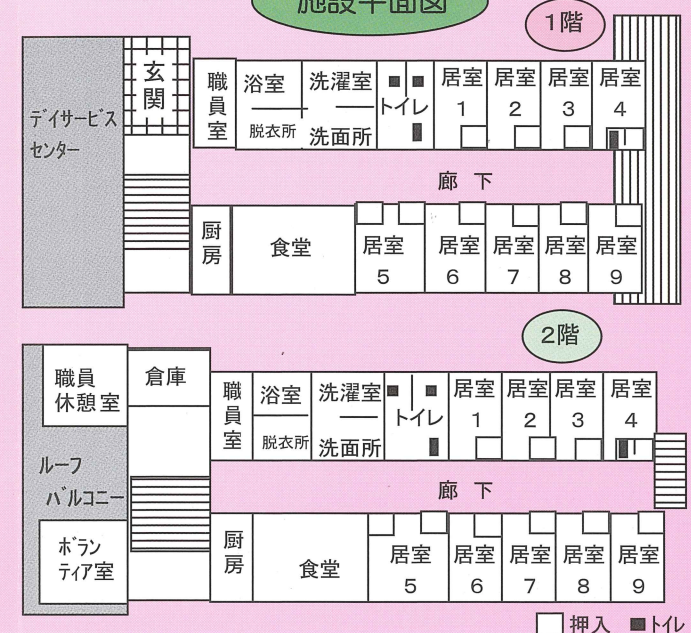 施設平面図
1階
玄関
デイサービス
センター
職員室
浴室
脱衣所
洗濯室
洗面所
トイレ
居室
1
居室
2
居室
3
居室
4
廊下
厨房
食堂
居室
5
居室
6
居室
7
居室
8
居室
9
2階
職員
休憩室
倉庫
職員室
浴室
脱衣所
洗濯室
洗面所
トイレ
居室
1
居室
2
居室
3
居室
4
ルーフ
バルコニー
廊下
ボラン
ティア室
厨房
食堂
居室
5
居室
6
居室
7
居室
8
居室
9
押入
トイレ